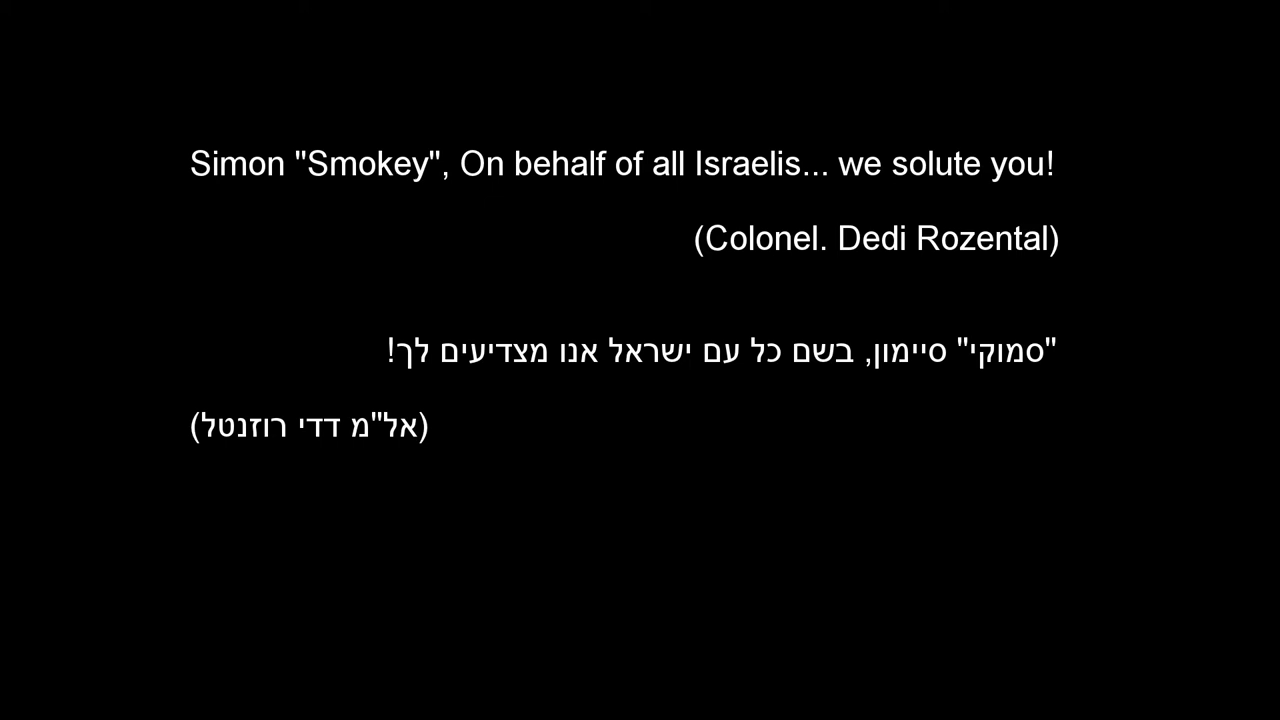 Simon "Smokey", On behalf of all Israelis... we solute you!
(Colonel. Dedi Rozental)
"סמוקי" סיימון, בשם כל עם ישראל אנו מצדיעים לך!
(אל"מ דדי רוזנטל)